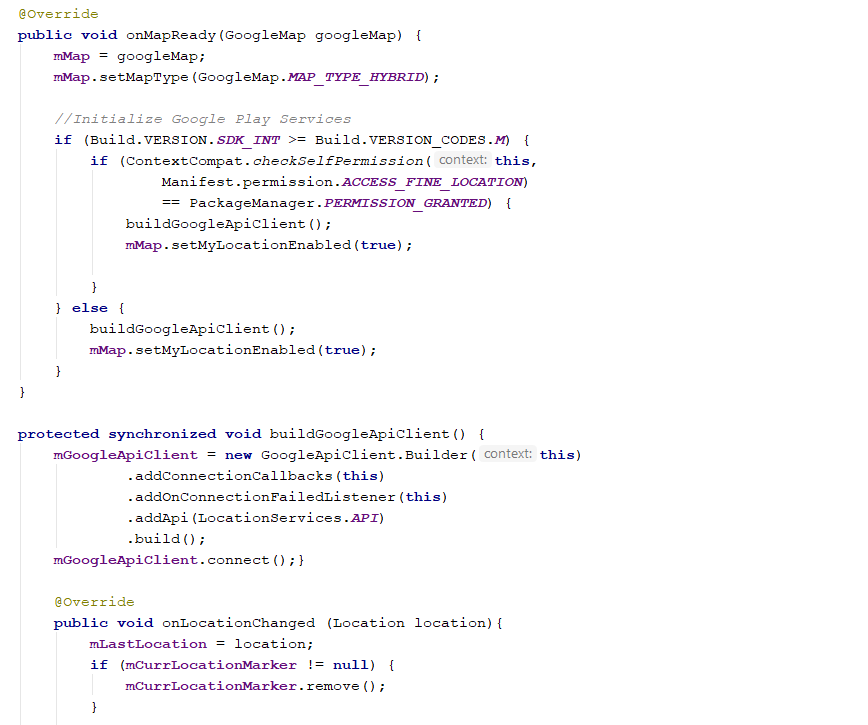 @Override
public void onMapReady(GoogleMap googleMap) {
    mMap = googleMap;
    mMap.setMapType(GoogleMap.MAP_TYPE_HYBRID);

    //Initialize Google Play Services
    if (Build.VERSION.SDK_INT >= Build.VERSION_CODES.M) {
        if (ContextCompat.checkSelfPermission( context: this,
                Manifest.permission.ACCESS_FINE_LOCATION)
                == PackageManager.PERMISSION_GRANTED) {
            buildGoogleApiClient();
            mMap.setMyLocationEnabled(true);

        }
    } else {
        buildGoogleApiClient();
        mMap.setMyLocationEnabled(true);
    }
}

protected synchronized void buildGoogleApiClient() {
    mGoogleApiClient = new GoogleApiClient.Builder( context: this)
            .addConnectionCallbacks(this)
            .addOnConnectionFailedListener(this)
            .addApi(LocationServices.API)
            .build();
    mGoogleApiClient.connect();}

    @Override
    public void onLocationChanged (Location location){
        mLastLocation = location;
        if (mCurrLocationMarker != null) {
            mCurrLocationMarker.remove();
        }